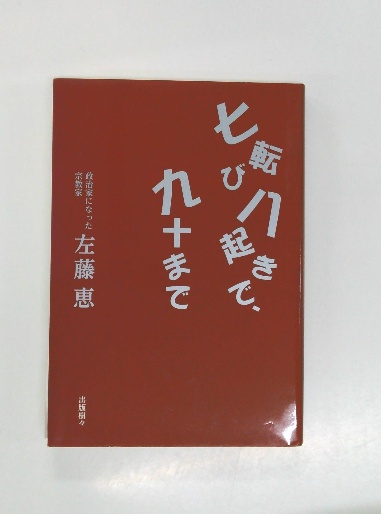 七転び八起きで、
九十まで
政治家になった
宗教家
左藤恵
出版樹々